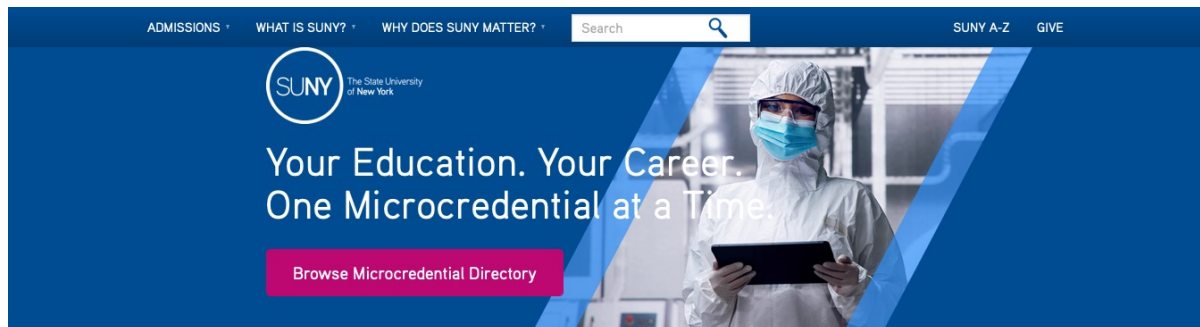 ADMISSIONS
WHAT IS SUNY?
WHY DOES SUNY MATTER?
Search
SUNY A-Z
GIVE
SUNY
The State University
of New York
Your Education. Your Career.
One Microcredential at a Time.
Browse Microcredential Directory